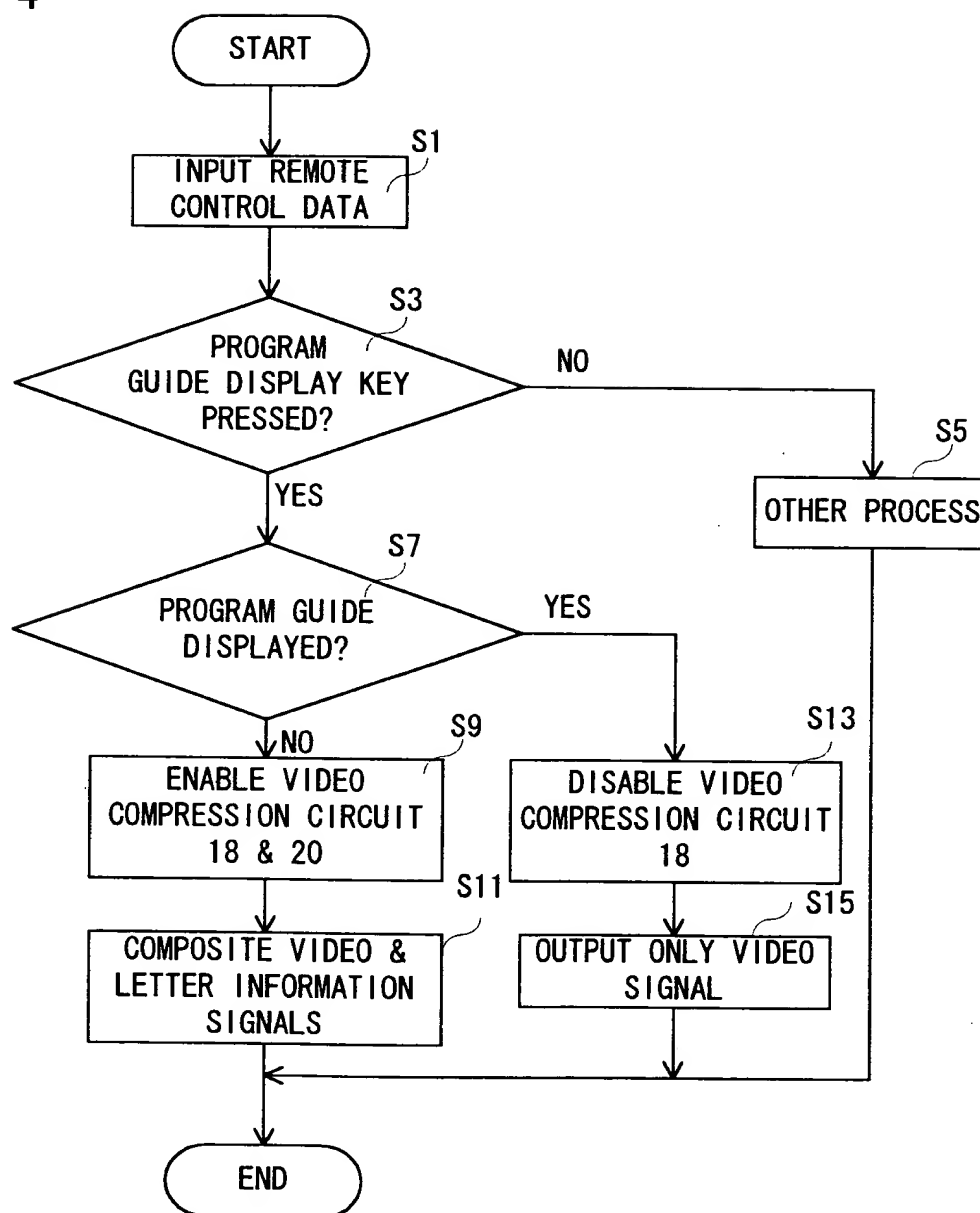 4
START
S1
INPUT REMOTE
CONTROL DATA
S3
PROGRAM
GUIDE DISPLAY KEY
PRESSED?
NO
S5
OTHER PROCESS
YES
S7
PROGRAM GUIDE
DISPLAYED?
YES
NO
S9
ENABLE VIDEO
COMPRESSION CIRCUIT
18 & 20
S13
DISABLE VIDEO
COMPRESSION CIRCUIT
18
S11
COMPOSITE VIDEO &
LETTER INFORMATION
SIGNALS
S15
OUTPUT ONLY VIDEO
SIGNAL
END